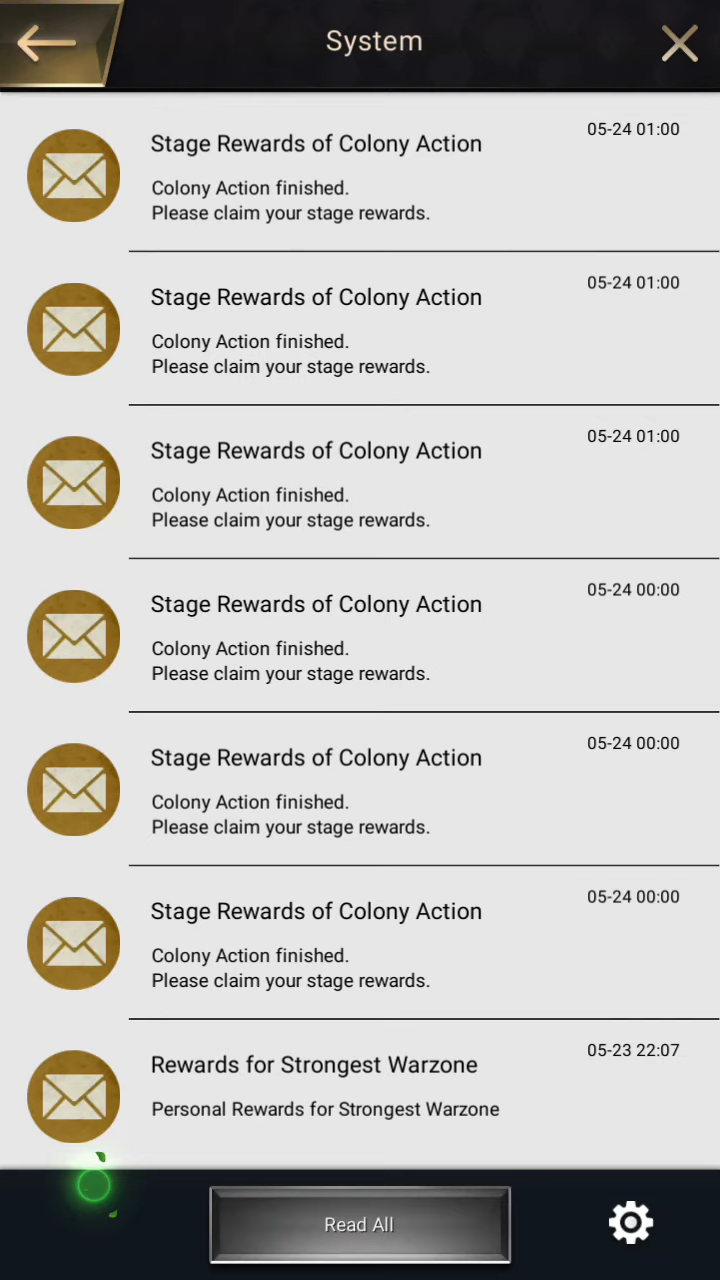 System
Stage Rewards of Colony Action
05-24 01:00
Colony Action finished.
Please claim your stage rewards.
Stage Rewards of Colony Action
05-24 01:00
Colony Action finished.
Please claim your stage rewards.
Stage Rewards of Colony Action
05-24 01:00
Colony Action finished.
Please claim your stage rewards.
Stage Rewards of Colony Action
05-24 00:00
Colony Action finished.
Please claim your stage rewards.
Stage Rewards of Colony Action
05-24 00:00
Colony Action finished.
Please claim your stage rewards.
Stage Rewards of Colony Action
05-24 00:00
Colony Action finished.
Please claim your stage rewards.
Rewards for Strongest Warzone
05-23 22:07
Personal Rewards for Strongest Warzone
Read All